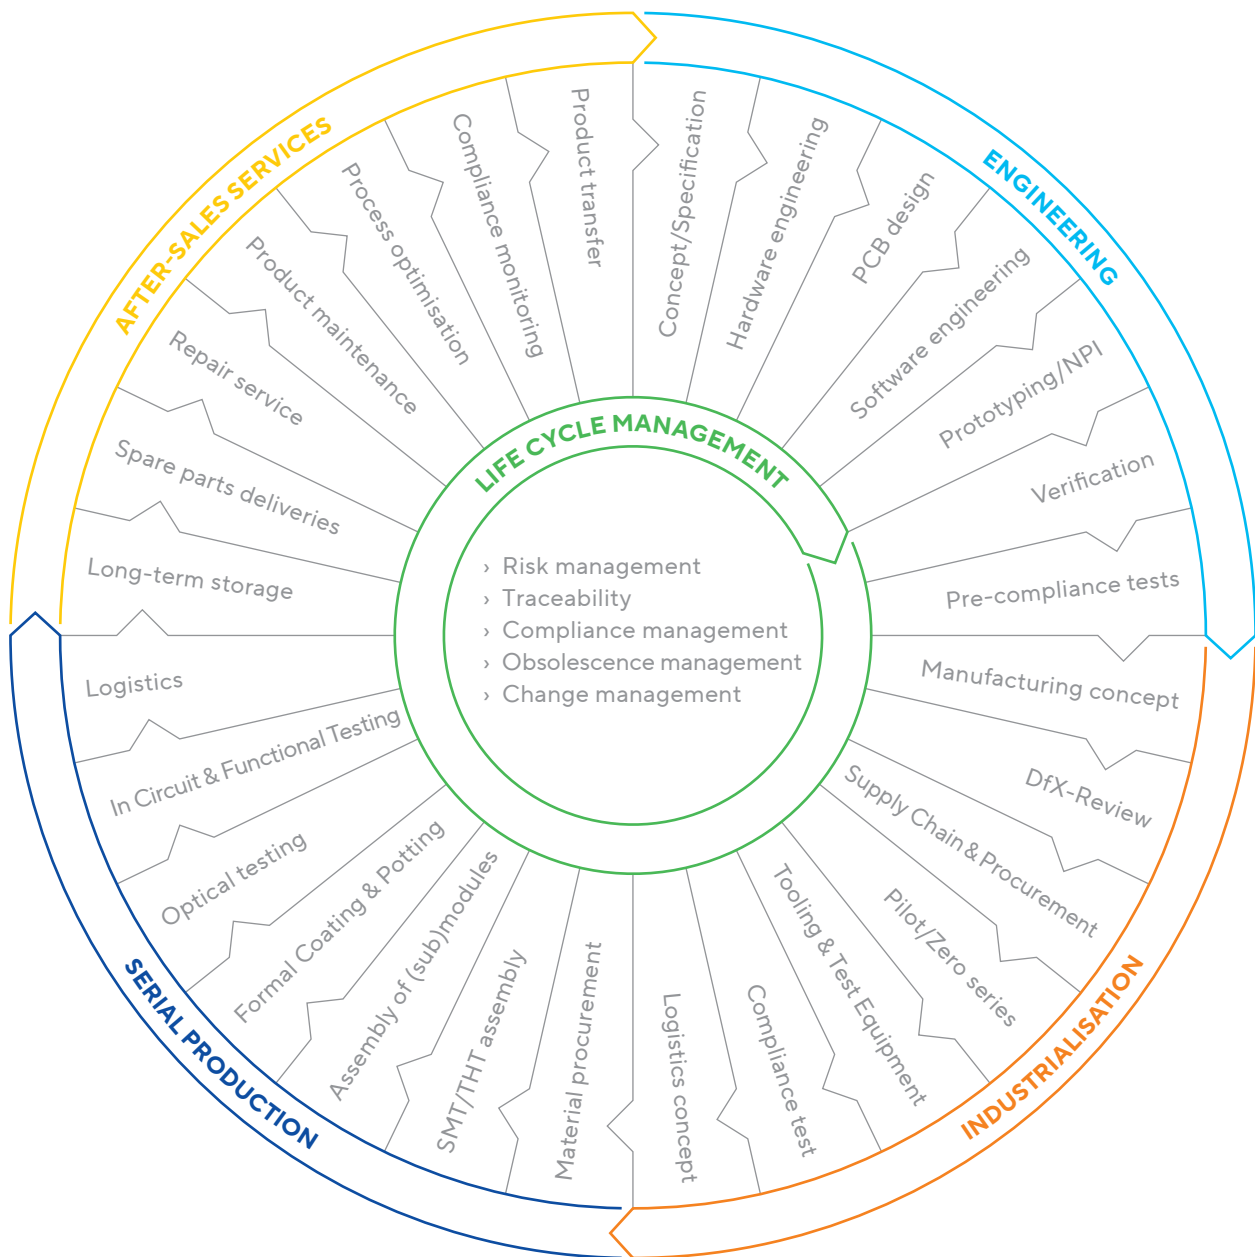 ENGINEERING
Concept/Specification
Hardware engineering
PCB design
Software engineering
Prototyping/NPI
Verification
Pre-compliance tests
INDUSTRIALISATION
Manufacturing concept
DfX-Review
Supply Chain & Procurement
Pilot/Zero series
Tooling & Test Equipment
Compliance test
Logistics concept
SERIAL PRODUCTION
Material procurement
SMT/THT assembly
Assembly of (sub)modules
Formal Coating & Potting
Optical testing
In Circuit & Functional Testing
Logistics
AFTER-SALES SERVICES
Long-term storage
Spare parts deliveries
Repair service
Product maintenance
Process optimisation
Compliance monitoring
Product transfer
LIFE CYCLE MANAGEMENT
› Risk management
› Traceability
› Compliance management
› Obsolescence management
› Change management